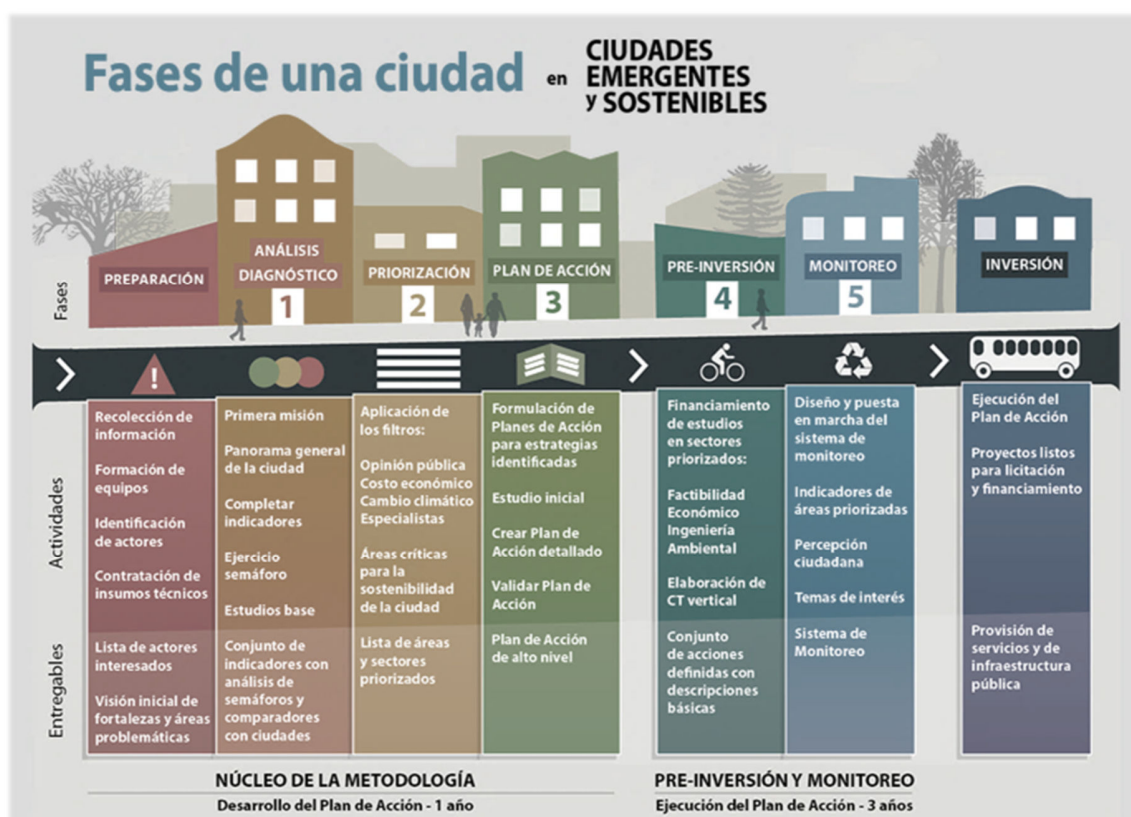 Fases de una ciudad en CIUDADES
EMERGENTES
y SOSTENIBLES
Fases
PREPARACIÓN
ANÁLISIS
DIAGNÓSTICO
1
PRIORIZACIÓN
2
PLAN DE ACCIÓN
3
PRE-INVERSIÓN
4
MONITOREO
5
INVERSIÓN
Actividades
Recolección de
información
Formación de
equipos
Identificación
de actores
Contratación de
insumos técnicos
Primera misión
Panorama general
de la ciudad
Completar
indicadores
Ejercicio
semáforo
Estudios base
Aplicación de
los filtros:
Opinión pública
Costo económico
Cambio climático
Especialistas
Áreas críticas
para la
sostenibilidad
de la ciudad
Formulación de
Planes de Acción
para estrategias
identificadas
Estudio inicial
Crear Plan de
Acción detallado
Validar Plan de
Acción
Financiamiento
de estudios
en sectores
priorizados:
Factibilidad
Económico
Ingeniería
Ambiental
Elaboración de
CT vertical
Diseño y puesta
en marcha del
sistema de
monitoreo
Indicadores de
áreas priorizadas
Percepción
ciudadana
Temas de interés
Ejecución del
Plan de Acción
Proyectos listos
para licitación
y financiamiento
Entregables
Lista de actores
interesados
Visión inicial de
fortalezas y áreas
problemáticas
Conjunto de
indicadores con
análisis de
semáforos y
comparadores
con ciudades
Lista de áreas
y sectores
priorizados
Plan de Acción
de alto nivel
Conjunto
de acciones
definidas con
descripciones
básicas
Sistema de
Monitoreo
Provisión de
servicios y de
infraestructura
pública
NÚCLEO DE LA METODOLOGÍA
Desarrollo del Plan de Acción - 1 año
PRE-INVERSIÓN Y MONITOREO
Ejecución del Plan de Acción - 3 años